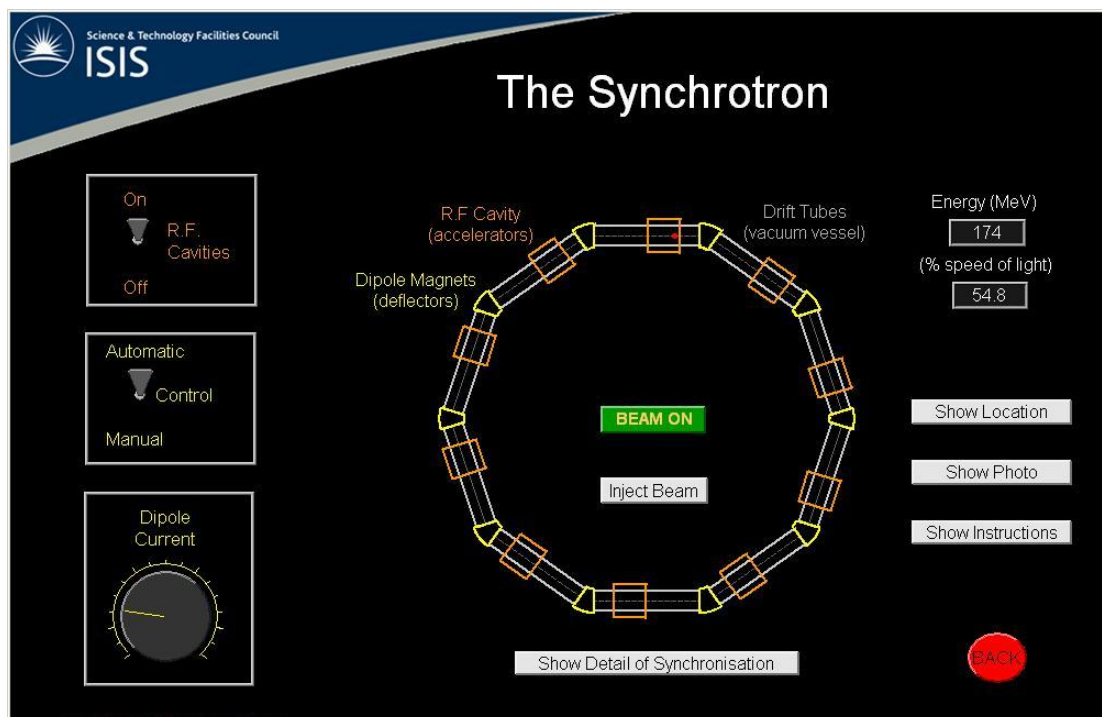 Science & Technology Facilities Council
ISIS
The Synchrotron
On
R.F.
Cavities
Off
Automatic
Control
Manual
Dipole
Current
R.F Cavity
(accelerators)
Drift Tubes
(vacuum vessel)
Dipole Magnets
(deflectors)
BEAM ON
Inject Beam
Show Detail of Synchronisation
Energy (MeV)
174
(% speed of light)
54.8
Show Location
Show Photo
Show Instructions
BACK